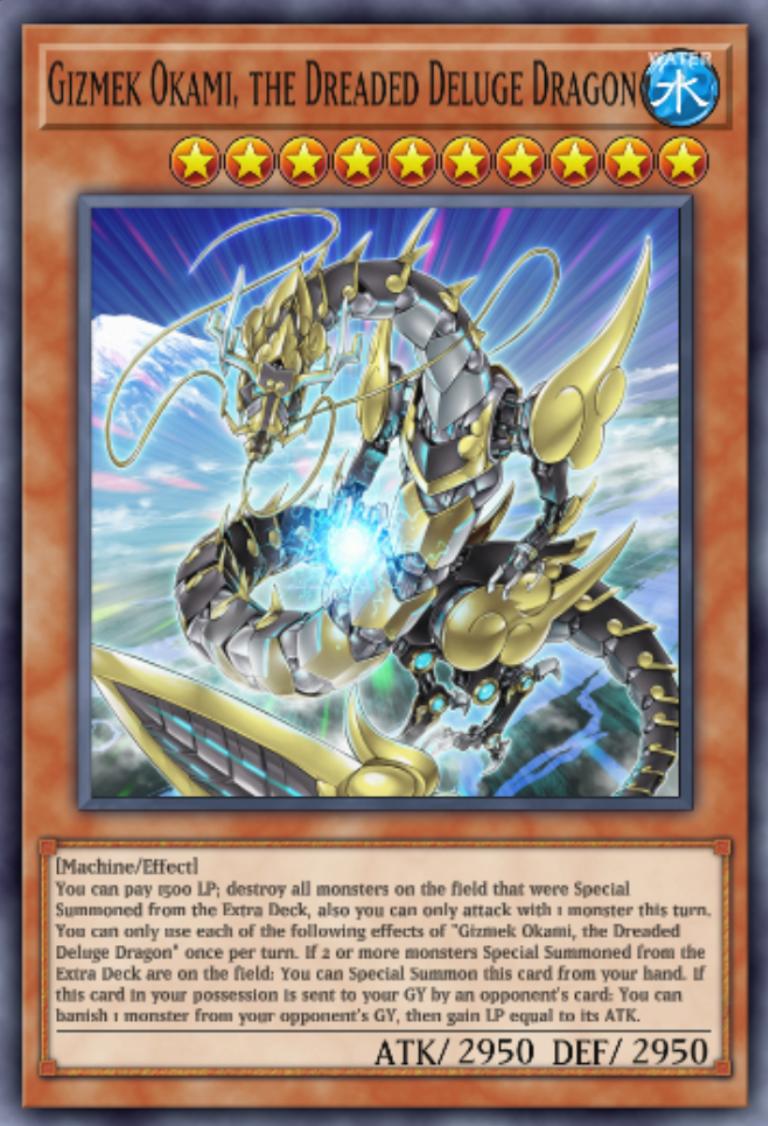 Gizmek Okami, the Dreaded Deluge Dragon
WATER
水
[Machine/Effect]
You can pay 1500 LP; destroy all monsters on the field that were Special
Summoned from the Extra Deck, also you can only attack with 1 monster this turn.
You can only use each of the following effects of "Gizmek Okami, the Dreaded
Deluge Dragon" once per turn. If 2 or more monsters Special Summoned from the
Extra Deck are on the field: You can Special Summon this card from your hand. If
this card in your possession is sent to your GY by an opponent's card: You can
banish 1 monster from your opponent's GY, then gain LP equal to its ATK.
ATK/ 2950 DEF/ 2950